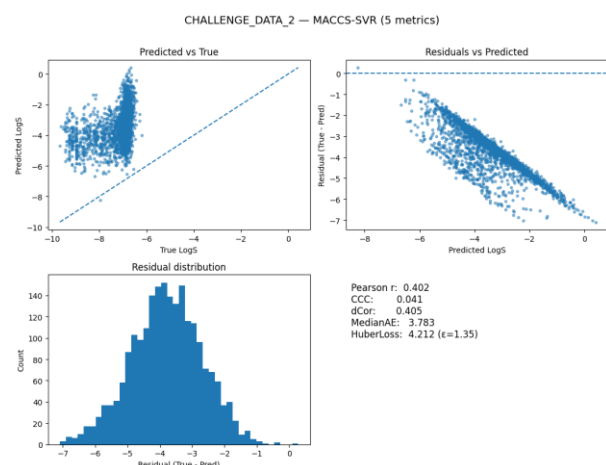 CHALLENGE_DATA_2 — MACCS-SVR (5 metrics)
Predicted vs True
0
−2
−4
−6
−8
−10
Predicted LogS
−10
−8
−6
−4
−2
0
True LogS
Residuals vs Predicted
0
−1
−2
−3
−4
−5
−6
−7
Residual (True - Pred)
−8
−6
−4
−2
0
Predicted LogS
Residual distribution
140
120
100
80
60
40
20
0
Count
−7
−6
−5
−4
−3
−2
−1
0
Residual (True - Pred)
Pearson r: 0.402
CCC: 0.041
dCor: 0.405
MedianAE: 3.783
HuberLoss: 4.212 (ε=1.35)